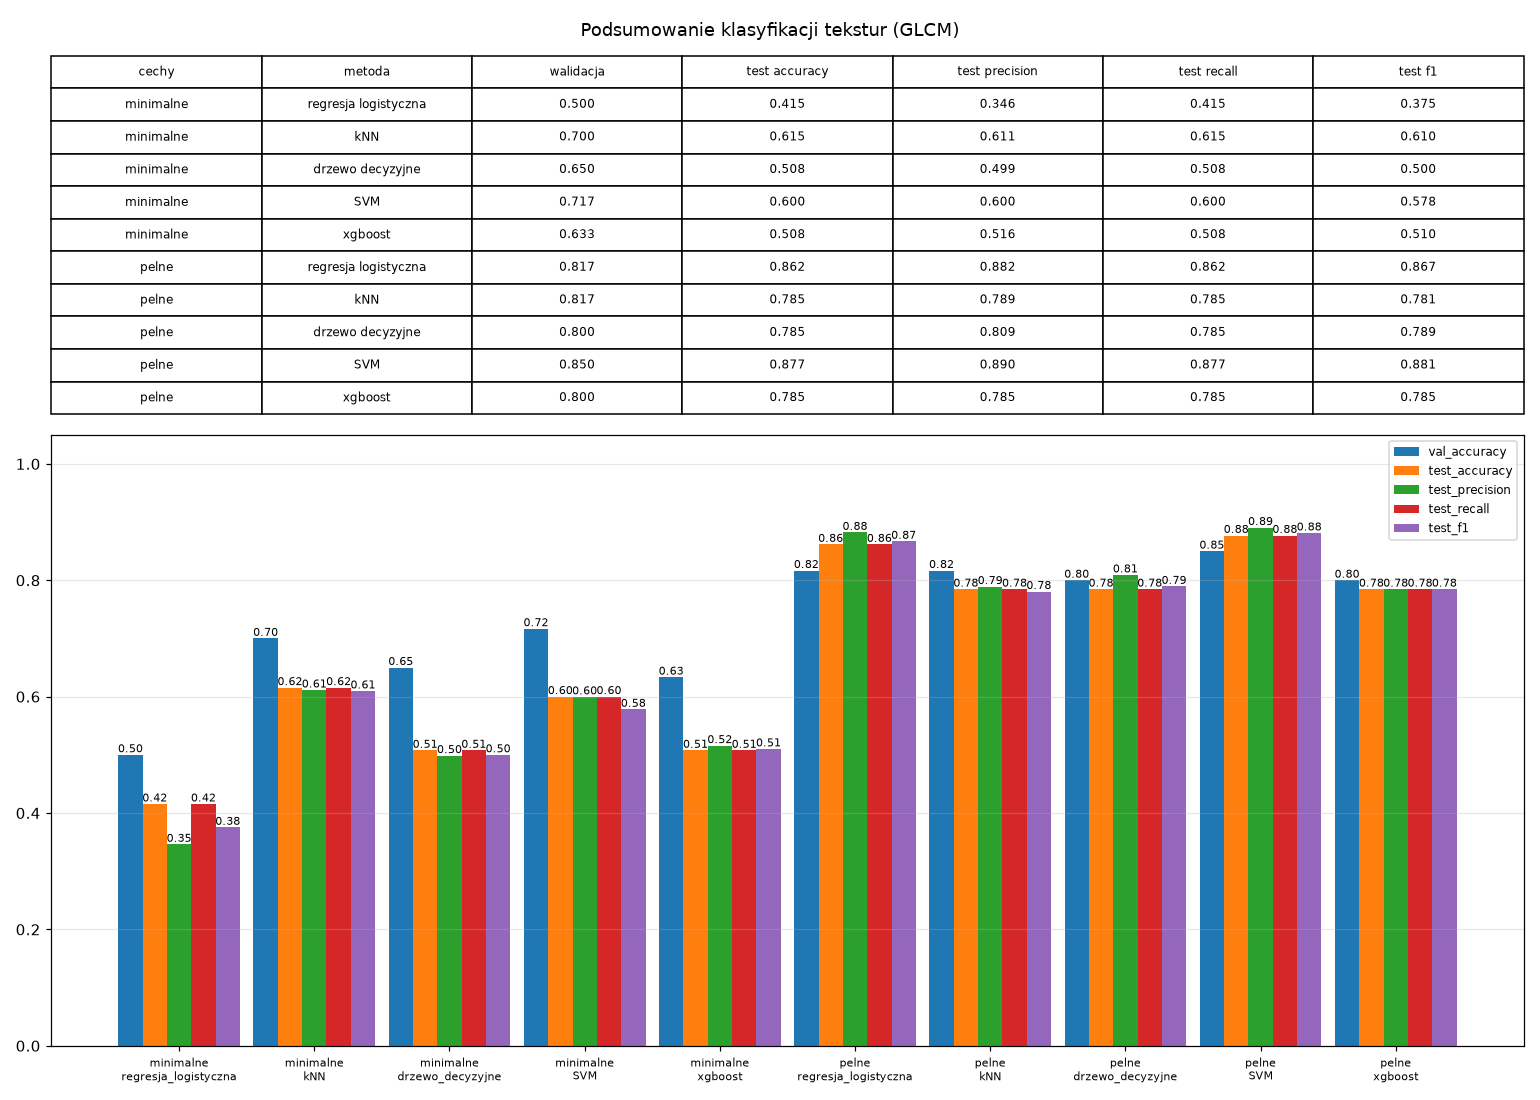 Podsumowanie klasyfikacji tekstur (GLCM)
cechy metoda walidacja test accuracy test precision test recall test f1
minimalne regresja logistyczna 0.500 0.415 0.346 0.415 0.375
minimalne kNN 0.700 0.615 0.611 0.615 0.610
minimalne drzewo decyzyjne 0.650 0.508 0.499 0.508 0.500
minimalne SVM 0.717 0.600 0.600 0.600 0.578
minimalne xgboost 0.633 0.508 0.516 0.508 0.510
pelne regresja logistyczna 0.817 0.862 0.882 0.862 0.867
pelne kNN 0.817 0.785 0.789 0.785 0.781
pelne drzewo decyzyjne 0.800 0.785 0.809 0.785 0.789
pelne SVM 0.850 0.877 0.890 0.877 0.881
pelne xgboost 0.800 0.785 0.785 0.785 0.785
val_accuracy
test_accuracy
test_precision
test_recall
test_f1
1.0
0.8
0.6
0.4
0.2
0.0
0.50 0.42 0.35 0.42 0.38
0.70 0.62 0.61 0.62 0.61
0.65 0.51 0.50 0.51 0.50
0.72 0.60 0.60 0.60 0.58
0.63 0.51 0.52 0.51 0.51
0.82 0.86 0.88 0.86 0.87
0.82 0.78 0.79 0.78 0.78
0.80 0.78 0.81 0.78 0.79
0.85 0.88 0.89 0.88 0.88
0.80 0.78 0.78 0.78 0.78
minimalne
regresja_logistyczna
minimalne
kNN
minimalne
drzewo_decyzyjne
minimalne
SVM
minimalne
xgboost
pelne
regresja_logistyczna
pelne
kNN
pelne
drzewo_decyzyjne
pelne
SVM
pelne
xgboost